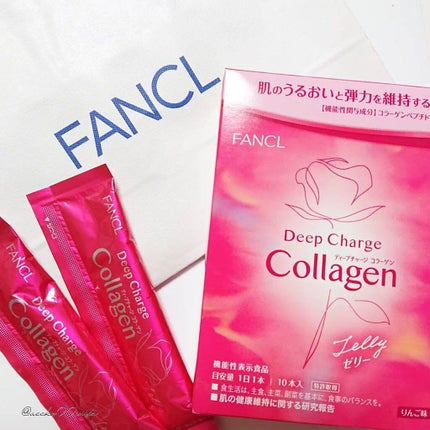 FANCL
肌のうるおいと弾力を維持する
【機能性関与成分】コラーゲンペプチド
FANCL
Deep Charge
ディープチャージ コラーゲン
Collagen
Jelly
ゼリー
機能性表示食品
目安量 1日1本 10本入 特許取得
●食生活は、主食、主菜、副菜を基本に、食事のバランスを。
●肌の健康維持に関する研究報告
りんご味
FANCL
Deep Charge
Collagen
FANCL
Deep Charge
Collagen